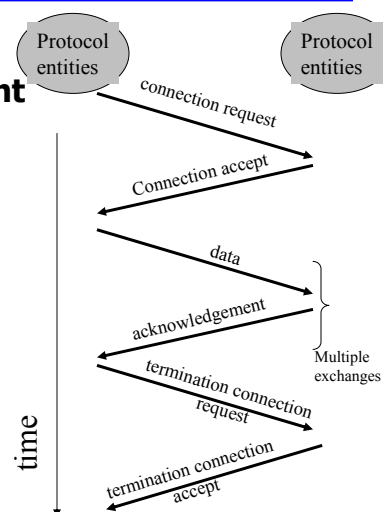 Protocol
entities
Protocol
entities
nt
connection request
Connection accept
data
acknowledgement
Multiple
exchanges
termination connection
request
termination connection
accept
time